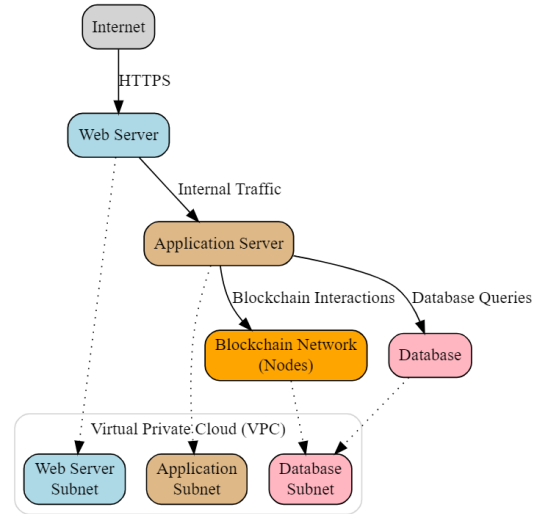 Internet
HTTPS
Web Server
Internal Traffic
Application Server
Blockchain Interactions
Database Queries
Blockchain Network
(Nodes)
Database
Virtual Private Cloud (VPC)
Web Server
Subnet
Application
Subnet
Database
Subnet